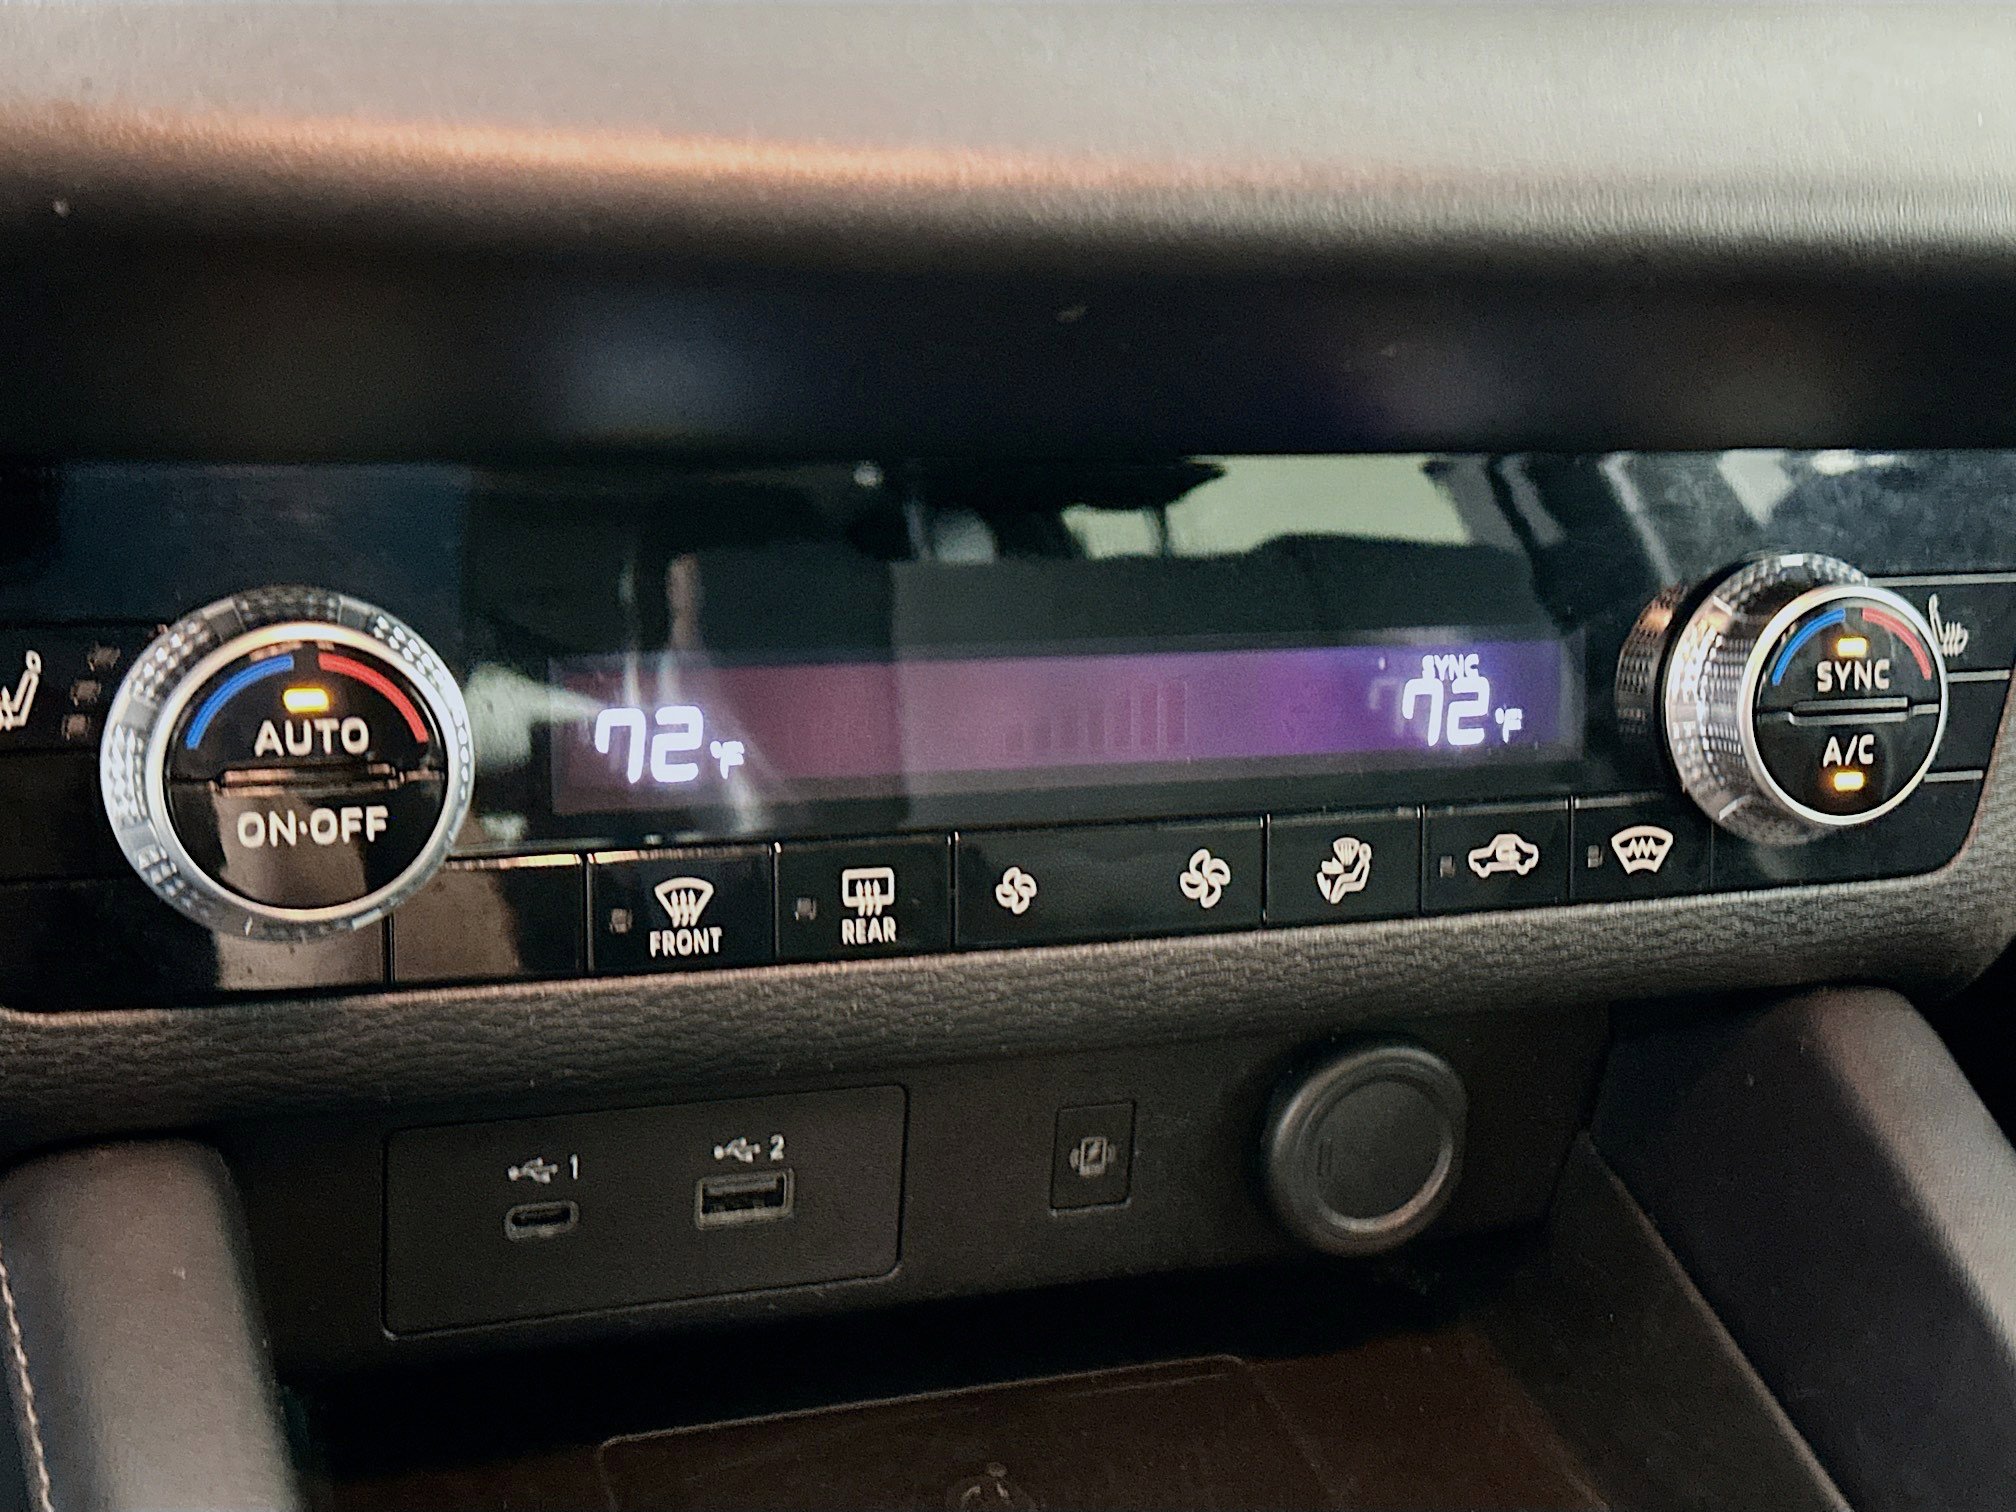 SYNC
72°F
72°F
AUTO
ON·OFF
SYNC
A/C
FRONT
REAR
1
2